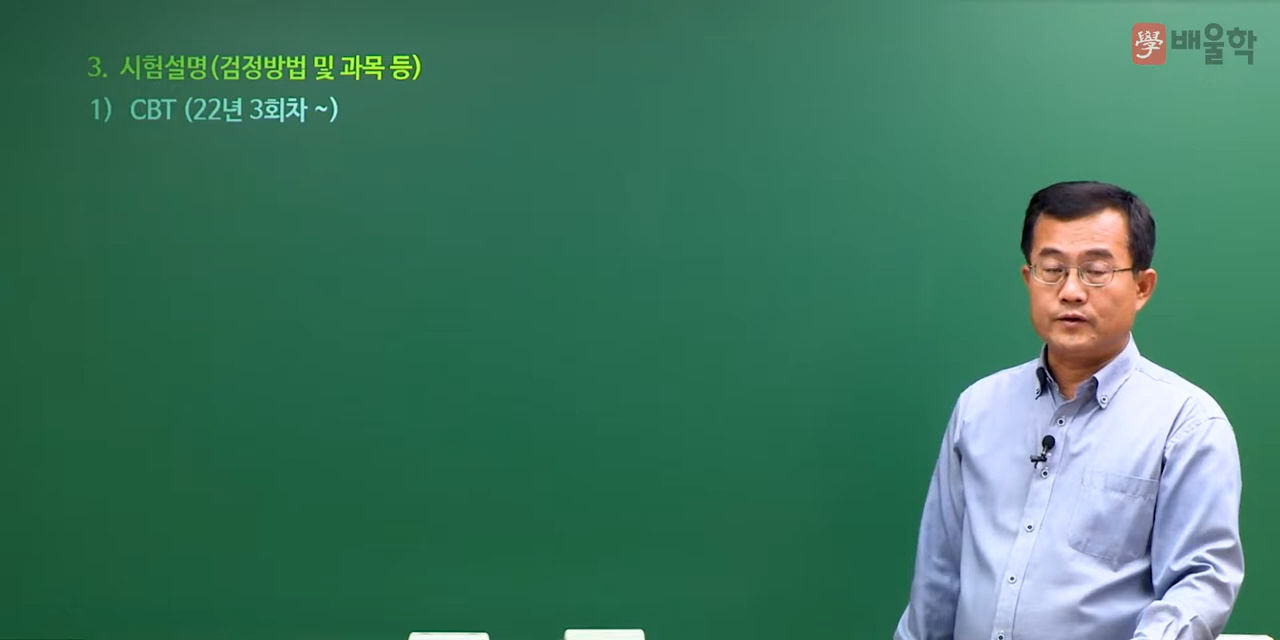 學 배울학
3. 시험설명(검정방법 및 과목 등)
1) CBT (22년 3회차 ~)